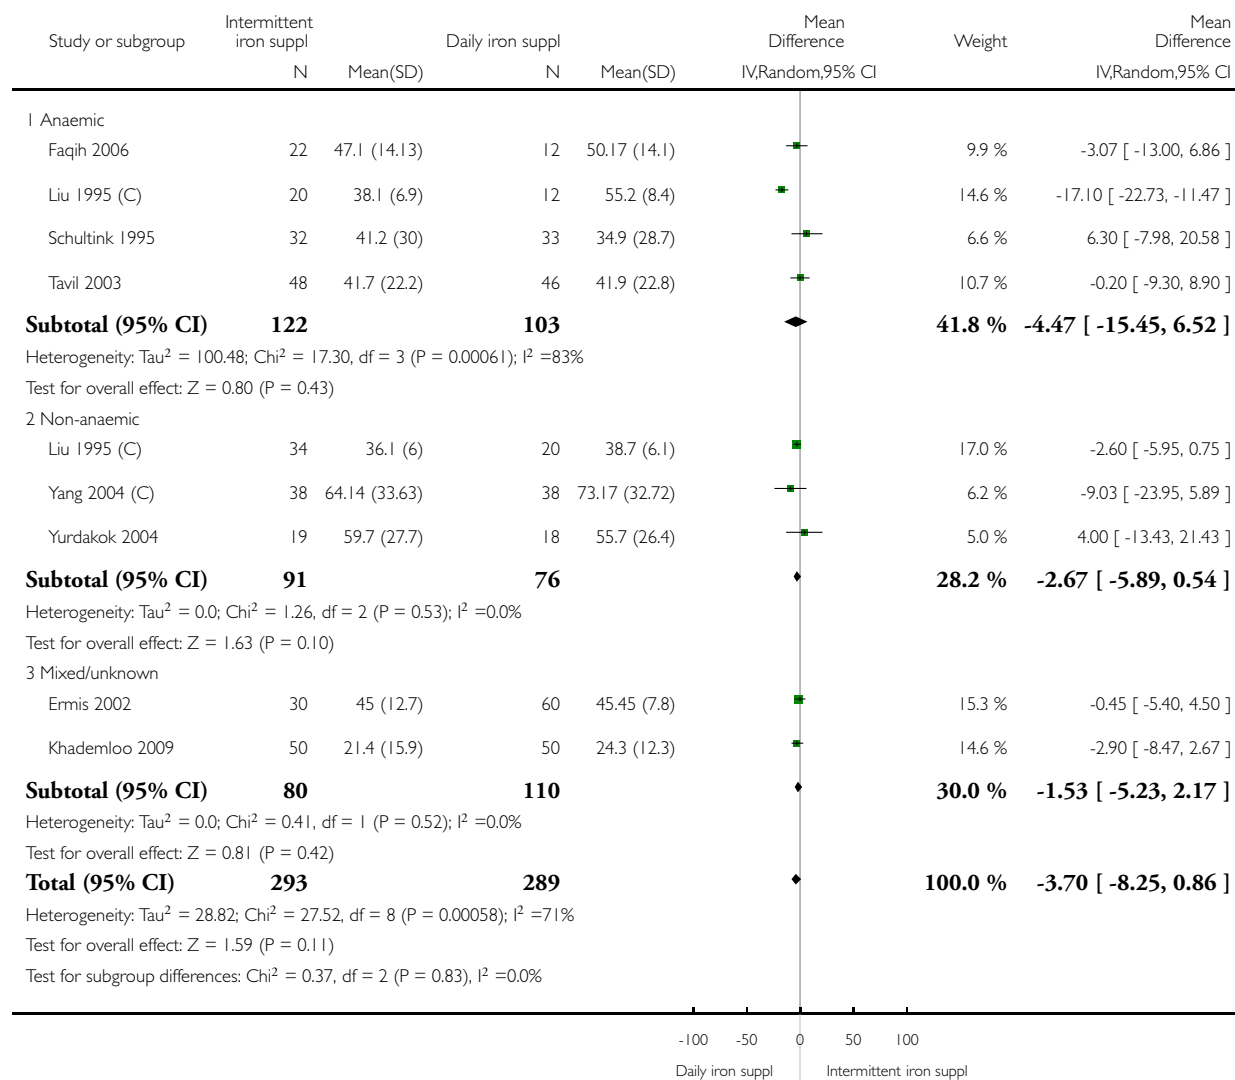 Study or subgroup Intermittent iron suppl Daily iron suppl Mean Difference Weight Mean Difference
N Mean(SD) N Mean(SD) IV,Random,95% CI IV,Random,95% CI
1 Anaemic
Faqih 2006 22 47.1 (14.13) 12 50.17 (14.1) 9.9 % -3.07 [ -13.00, 6.86 ]
Liu 1995 (C) 20 38.1 (6.9) 12 55.2 (8.4) 14.6 % -17.10 [ -22.73, -11.47 ]
Schultink 1995 32 41.2 (30) 33 34.9 (28.7) 6.6 % 6.30 [ -7.98, 20.58 ]
Tavil 2003 48 41.7 (22.2) 46 41.9 (22.8) 10.7 % -0.20 [ -9.30, 8.90 ]
Subtotal (95% CI) 122 103 41.8 % -4.47 [ -15.45, 6.52 ]
Heterogeneity: Tau² = 100.48; Chi² = 17.30, df = 3 (P = 0.00061); I² =83%
Test for overall effect: Z = 0.80 (P = 0.43)
2 Non-anaemic
Liu 1995 (C) 34 36.1 (6) 20 38.7 (6.1) 17.0 % -2.60 [ -5.95, 0.75 ]
Yang 2004 (C) 38 64.14 (33.63) 38 73.17 (32.72) 6.2 % -9.03 [ -23.95, 5.89 ]
Yurdakok 2004 19 59.7 (27.7) 18 55.7 (26.4) 5.0 % 4.00 [ -13.43, 21.43 ]
Subtotal (95% CI) 91 76 28.2 % -2.67 [ -5.89, 0.54 ]
Heterogeneity: Tau² = 0.0; Chi² = 1.26, df = 2 (P = 0.53); I² =0.0%
Test for overall effect: Z = 1.63 (P = 0.10)
3 Mixed/unknown
Ermis 2002 30 45 (12.7) 60 45.45 (7.8) 15.3 % -0.45 [ -5.40, 4.50 ]
Khademloo 2009 50 21.4 (15.9) 50 24.3 (12.3) 14.6 % -2.90 [ -8.47, 2.67 ]
Subtotal (95% CI) 80 110 30.0 % -1.53 [ -5.23, 2.17 ]
Heterogeneity: Tau² = 0.0; Chi² = 0.41, df = 1 (P = 0.52); I² =0.0%
Test for overall effect: Z = 0.81 (P = 0.42)
Total (95% CI) 293 289 100.0 % -3.70 [ -8.25, 0.86 ]
Heterogeneity: Tau² = 28.82; Chi² = 27.52, df = 8 (P = 0.00058); I² =71%
Test for overall effect: Z = 1.59 (P = 0.11)
Test for subgroup differences: Chi² = 0.37, df = 2 (P = 0.83), I² =0.0%
-100 -50 0 50 100
Daily iron suppl Intermittent iron suppl